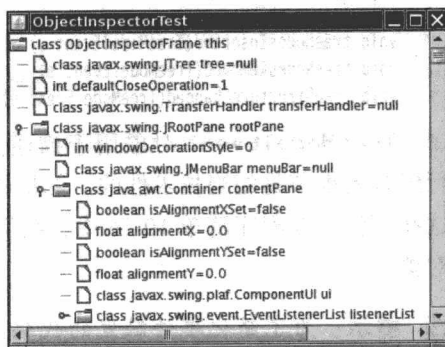 ObjectInspectorTest
class ObjectInspectorFrame this
class javax.swing.JTree tree=null
int defaultCloseOperation=1
class javax.swing.TransferHandler transferHandler=null
class javax.swing.JRootPane rootPane
int windowDecorationStyle=0
class javax.swing.JMenuBar menuBar=null
class java.awt.Container contentPane
boolean isAlignmentXSet=false
float alignmentX=0.0
boolean isAlignmentYSet=false
float alignmentY=0.0
class javax.swing.plaf.ComponentUI ui
class javax.swing.event.EventListenerList listenerList